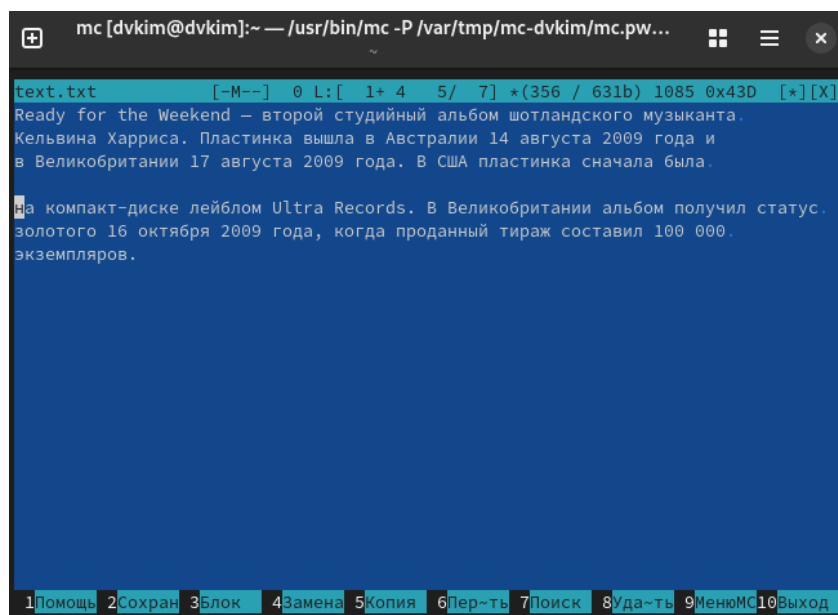 mc [dvkim@dvkim]:~ — /usr/bin/mc -P /var/tmp/mc-dvkim/mc.pw…
~
text.txt [-M--] 0 L:[ 1+ 4 5/ 7] *(356 / 631b) 1085 0x43D [*][X]
Ready for the Weekend — второй студийный альбом шотландского музыканта.
Кельвина Харриса. Пластинка вышла в Австралии 14 августа 2009 года и
в Великобритании 17 августа 2009 года. В США пластинка сначала была.
на компакт-диске лейблом Ultra Records. В Великобритании альбом получил статус.
золотого 16 октября 2009 года, когда проданный тираж составил 100 000.
экземпляров.
1Помощь 2Сохран 3Блок 4Замена 5Копия 6Пер~ть 7Поиск 8Уда~ть 9МенюMC10Выход